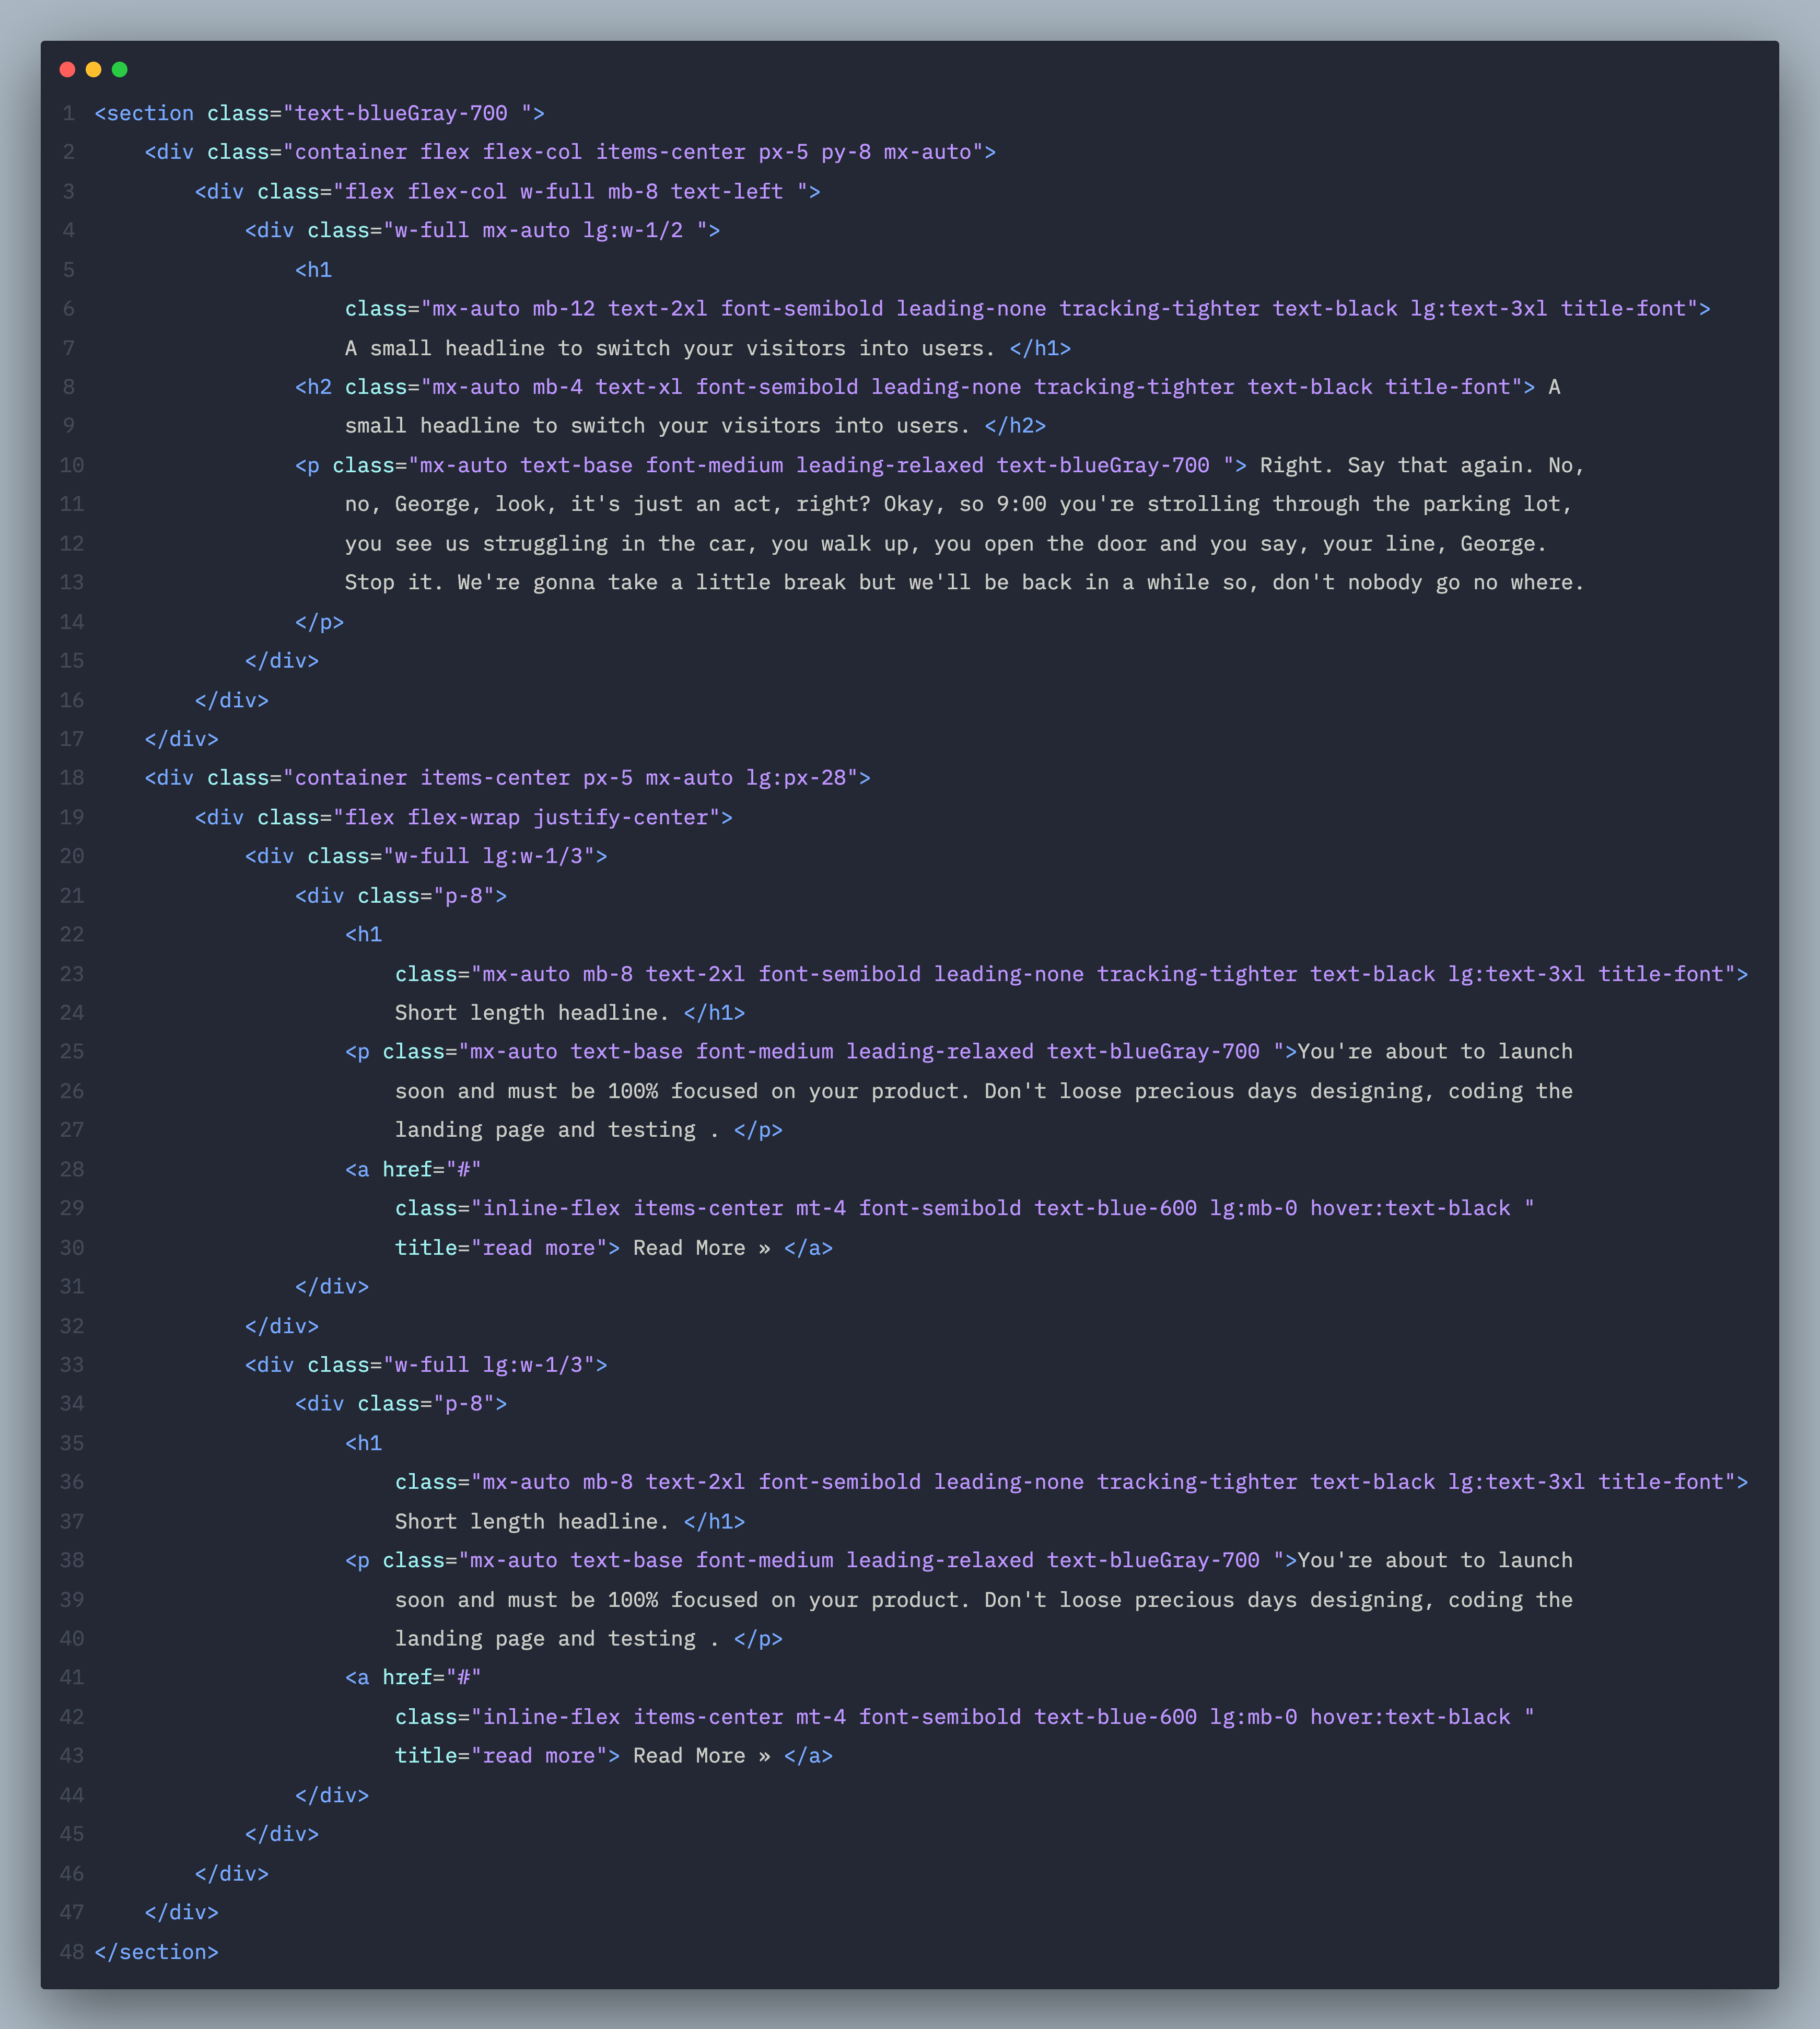 1 <section class="text-blueGray-700 ">
2     <div class="container flex flex-col items-center px-5 py-8 mx-auto">
3         <div class="flex flex-col w-full mb-8 text-left ">
4             <div class="w-full mx-auto lg:w-1/2 ">
5                 <h1
6                     class="mx-auto mb-12 text-2xl font-semibold leading-none tracking-tighter text-black lg:text-3xl title-font">
7                     A small headline to switch your visitors into users. </h1>
8                 <h2 class="mx-auto mb-4 text-xl font-semibold leading-none tracking-tighter text-black title-font"> A
9                     small headline to switch your visitors into users. </h2>
10                 <p class="mx-auto text-base font-medium leading-relaxed text-blueGray-700 "> Right. Say that again. No,
11                     no, George, look, it's just an act, right? Okay, so 9:00 you're strolling through the parking lot,
12                     you see us struggling in the car, you walk up, you open the door and you say, your line, George.
13                     Stop it. We're gonna take a little break but we'll be back in a while so, don't nobody go no where.
14                 </p>
15             </div>
16         </div>
17     </div>
18     <div class="container items-center px-5 mx-auto lg:px-28">
19         <div class="flex flex-wrap justify-center">
20             <div class="w-full lg:w-1/3">
21                 <div class="p-8">
22                     <h1
23                         class="mx-auto mb-8 text-2xl font-semibold leading-none tracking-tighter text-black lg:text-3xl title-font">
24                         Short length headline. </h1>
25                     <p class="mx-auto text-base font-medium leading-relaxed text-blueGray-700 ">You're about to launch
26                         soon and must be 100% focused on your product. Don't loose precious days designing, coding the
27                         landing page and testing . </p>
28                     <a href="#"
29                         class="inline-flex items-center mt-4 font-semibold text-blue-600 lg:mb-0 hover:text-black "
30                         title="read more"> Read More » </a>
31                 </div>
32             </div>
33             <div class="w-full lg:w-1/3">
34                 <div class="p-8">
35                     <h1
36                         class="mx-auto mb-8 text-2xl font-semibold leading-none tracking-tighter text-black lg:text-3xl title-font">
37                         Short length headline. </h1>
38                     <p class="mx-auto text-base font-medium leading-relaxed text-blueGray-700 ">You're about to launch
39                         soon and must be 100% focused on your product. Don't loose precious days designing, coding the
40                         landing page and testing . </p>
41                     <a href="#"
42                         class="inline-flex items-center mt-4 font-semibold text-blue-600 lg:mb-0 hover:text-black "
43                         title="read more"> Read More » </a>
44                 </div>
45             </div>
46         </div>
47     </div>
48 </section>